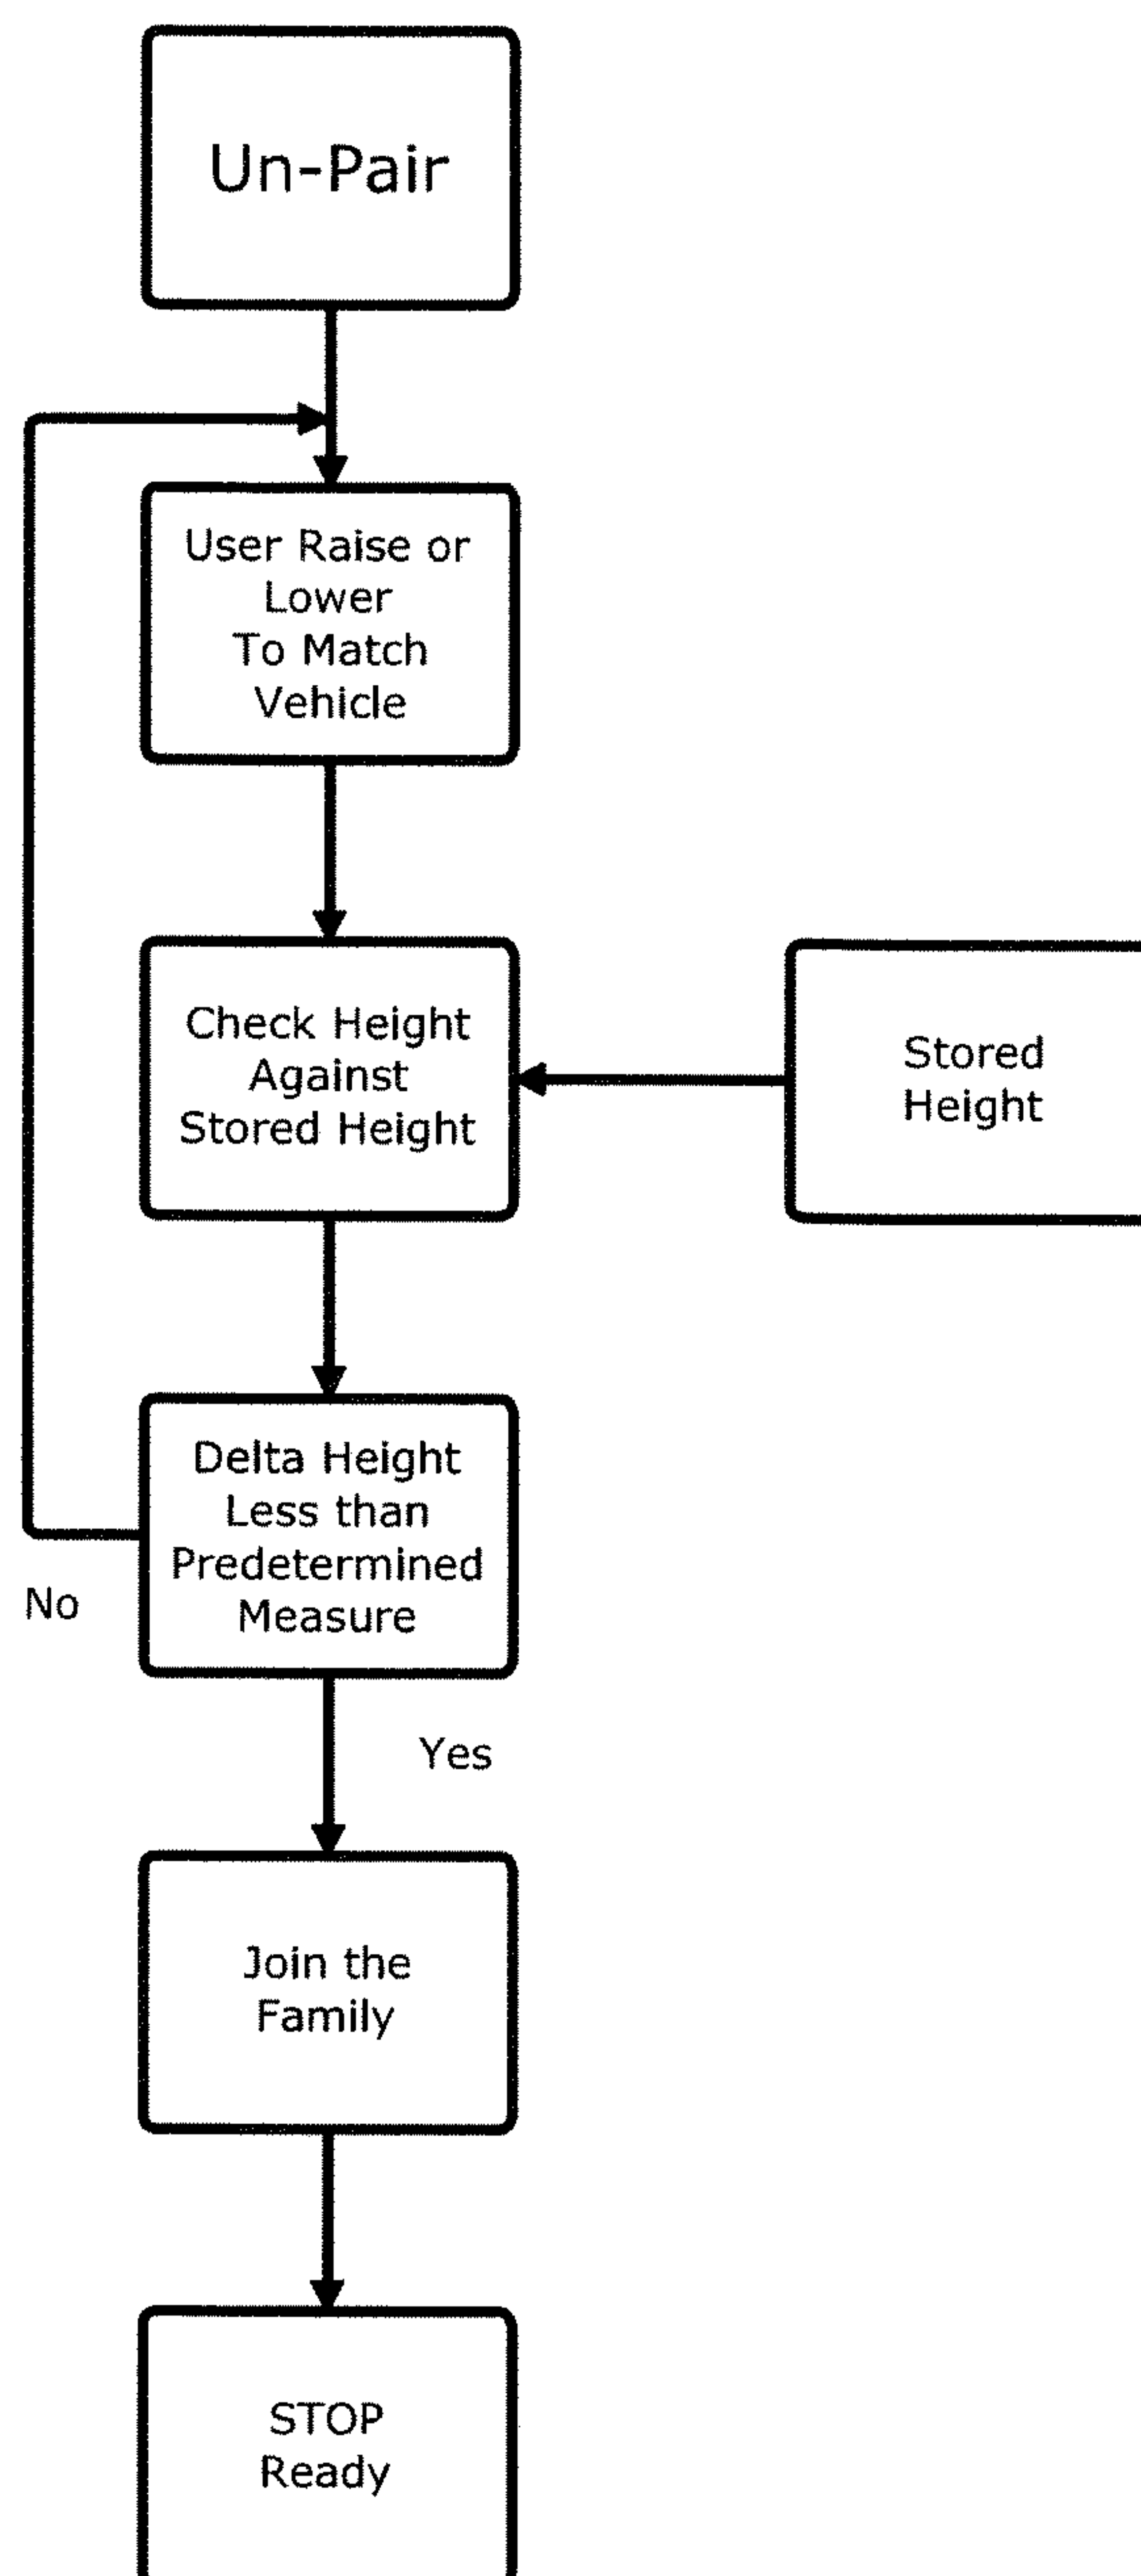 Un-Pair
User Raise or
Lower
To Match
Vehicle
Check Height
Against
Stored Height
Stored
Height
Delta Height
Less than
Predetermined
Measure
No
Yes
Join the
Family
STOP
Ready